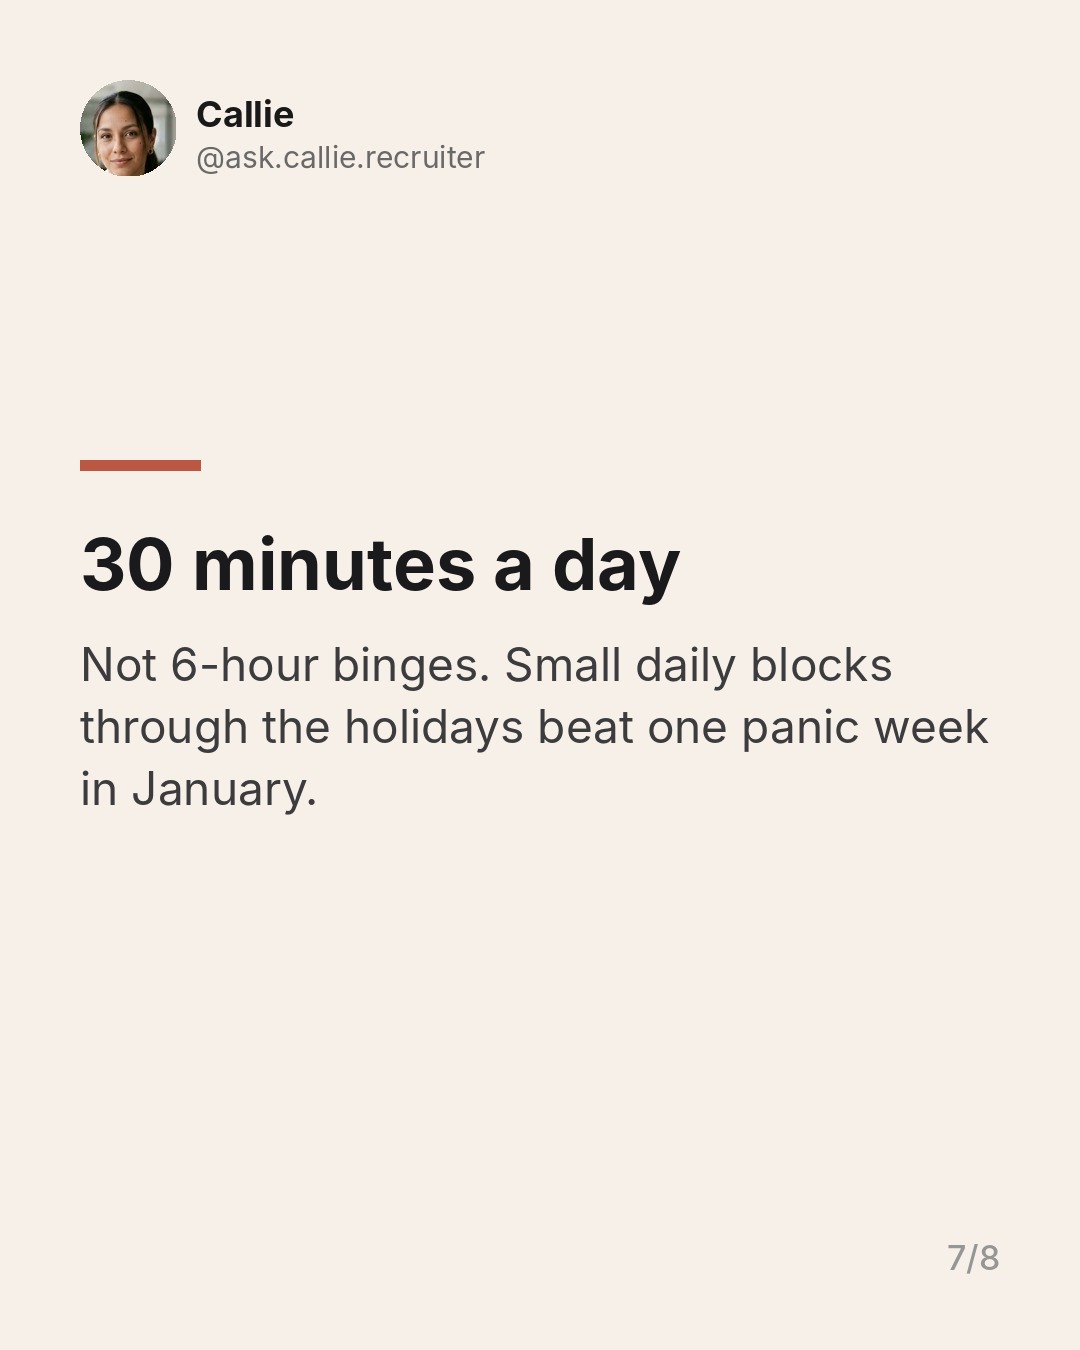 Callie
@ask.callie.recruiter
30 minutes a day
Not 6-hour binges. Small daily blocks
through the holidays beat one panic week
in January.
7/8